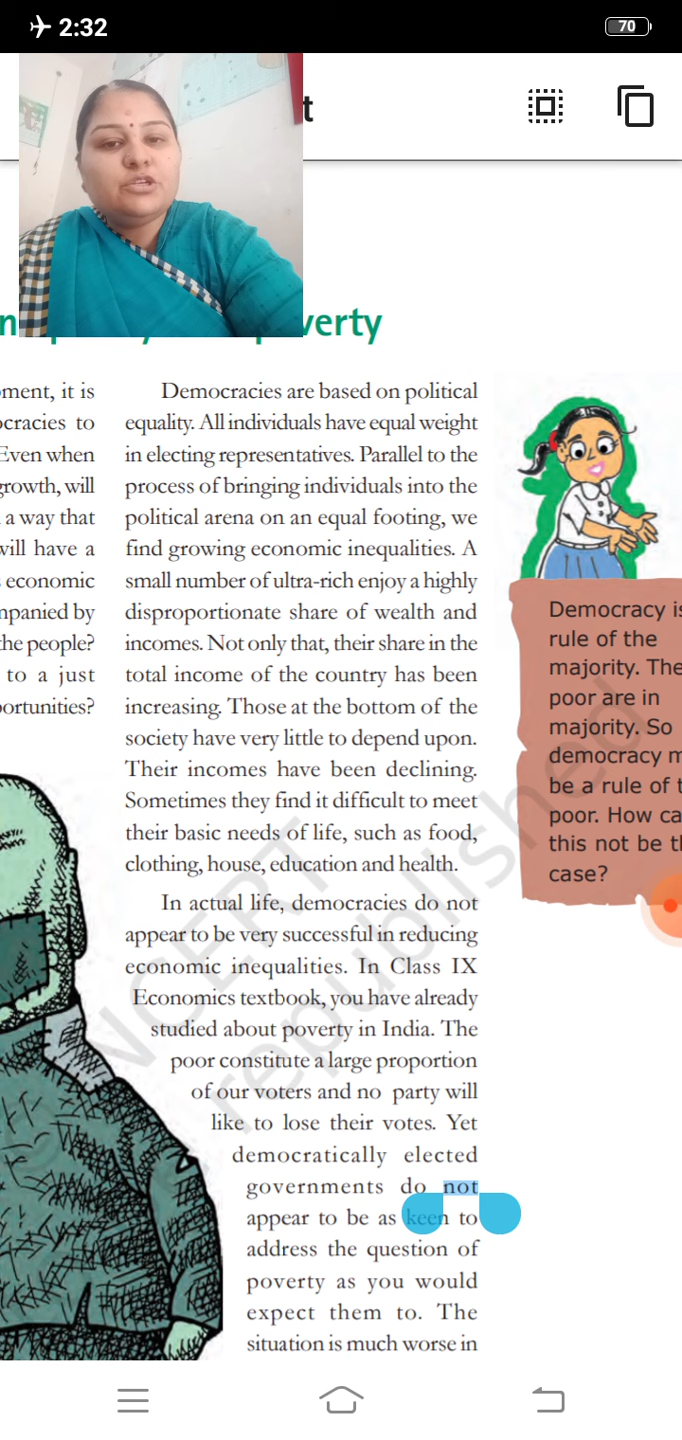 2:32
70
t
verty
ment, it is
ocracies to
Even when
growth, will
a way that
will have a
economic
mpanied by
the people?
to a just
portunities?
Democracies are based on political
equality. All individuals have equal weight
in electing representatives. Parallel to the
process of bringing individuals into the
political arena on an equal footing, we
find growing economic inequalities. A
small number of ultra-rich enjoy a highly
disproportionate share of wealth and
incomes. Not only that, their share in the
total income of the country has been
increasing. Those at the bottom of the
society have very little to depend upon.
Their incomes have been declining.
Sometimes they find it difficult to meet
their basic needs of life, such as food,
clothing, house, education and health.
In actual life, democracies do not
appear to be very successful in reducing
economic inequalities. In Class IX
Economics textbook, you have already
studied about poverty in India. The
poor constitute a large proportion
of our voters and no party will
like to lose their votes. Yet
democratically elected
governments do not
appear to be as keen to
address the question of
poverty as you would
expect them to. The
situation is much worse in
Democracy is
rule of the
majority. The
poor are in
majority. So
democracy m
be a rule of t
poor. How ca
this not be th
case?
NCERT
republished